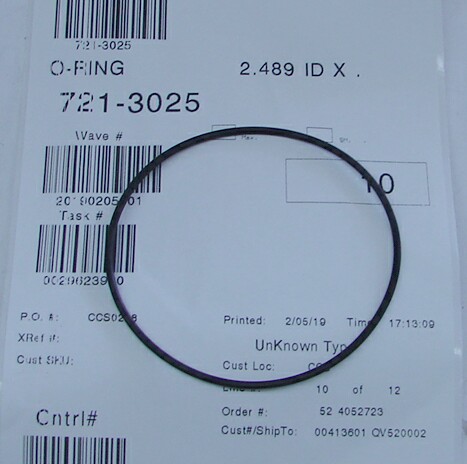 721-3025
O-RING 2.489 ID X .
721-3025
Wave #
10
Task #
P.O. #:
Printed: 2/05/19 Time 17:13:09
XRef #:
UnKnown
Cust SKU:
Cust Loc:
10 of 12
Cntrl#
Order #: 52 4052723
Cust#/ShipTo: 00413601 QV520002